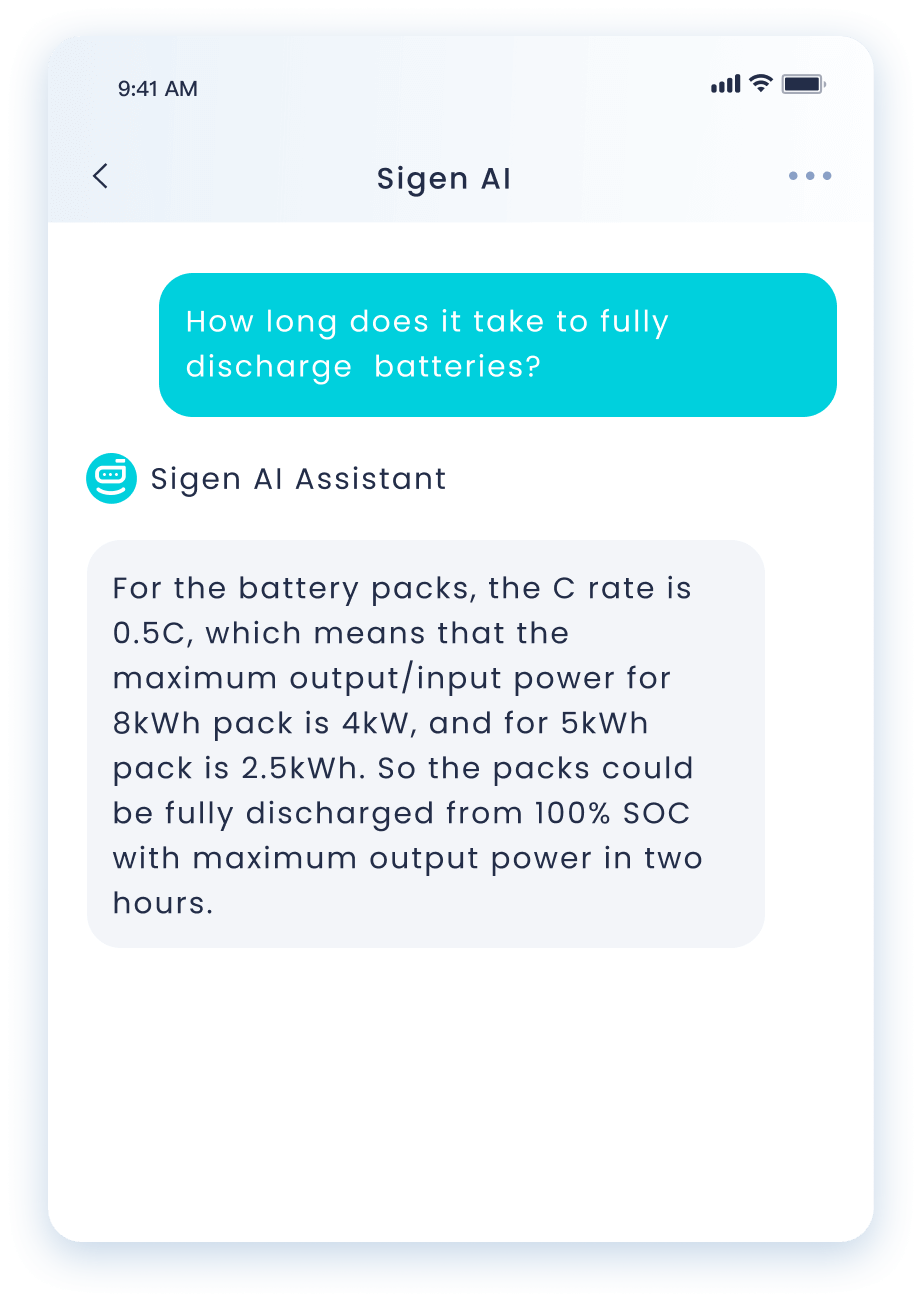 9:41 AM
Sigen AI
How long does it take to fully
discharge  batteries?
Sigen AI Assistant
For the battery packs, the C rate is
0.5C, which means that the
maximum output/input power for
8kWh pack is 4kW, and for 5kWh
pack is 2.5kWh. So the packs could
be fully discharged from 100% SOC
with maximum output power in two
hours.